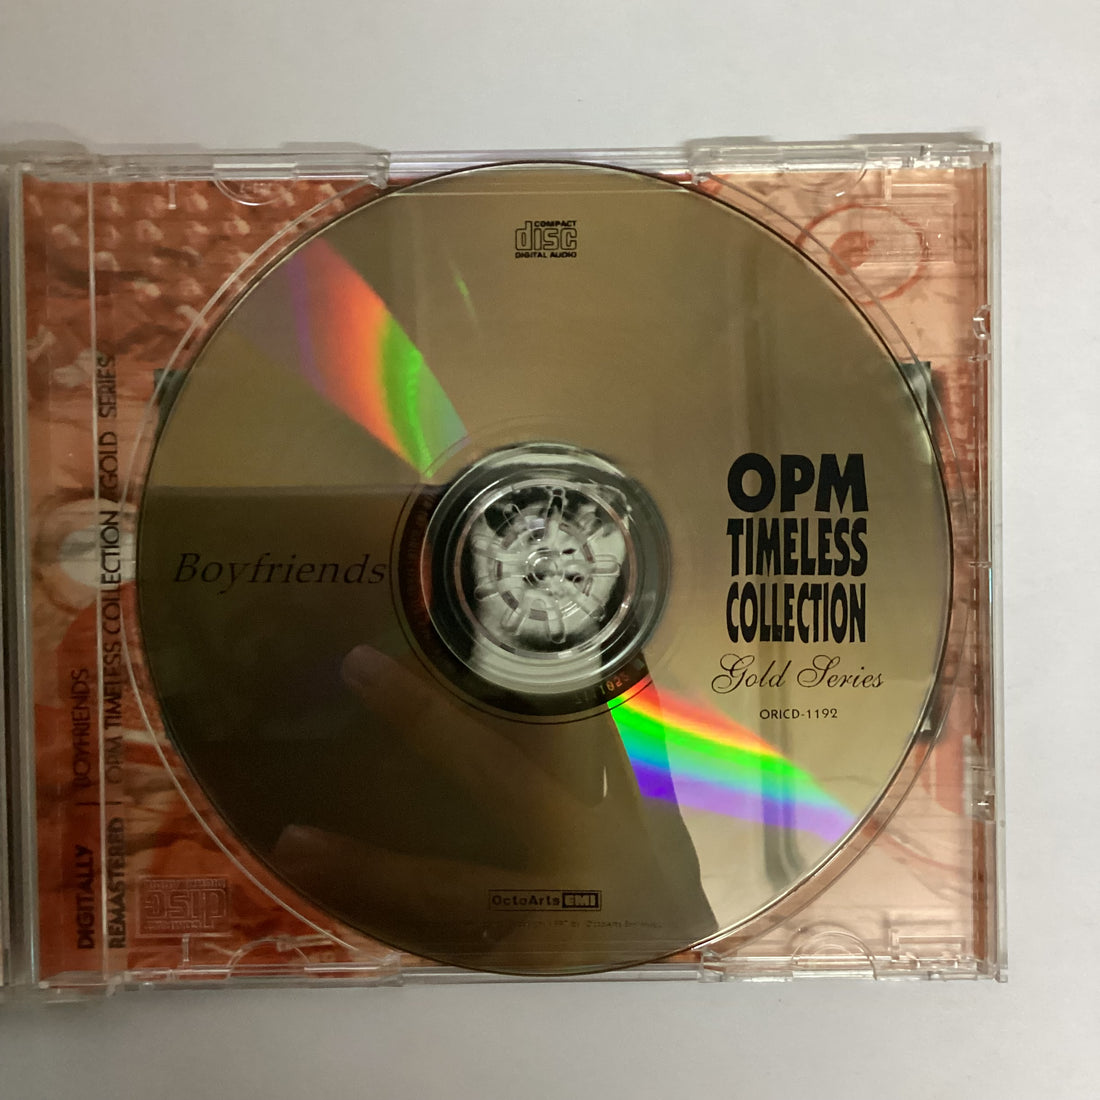 COMPACT
disc
DIGITAL AUDIO
OPM
TIMELESS
COLLECTION
Gold Series
ORICD-1192
Boyfriends
OctoArts EMI
DIGITALLY | BOYFRIENDS
REMASTERED | OPM TIMELESS COLLECTION GOLD SERIES
disc